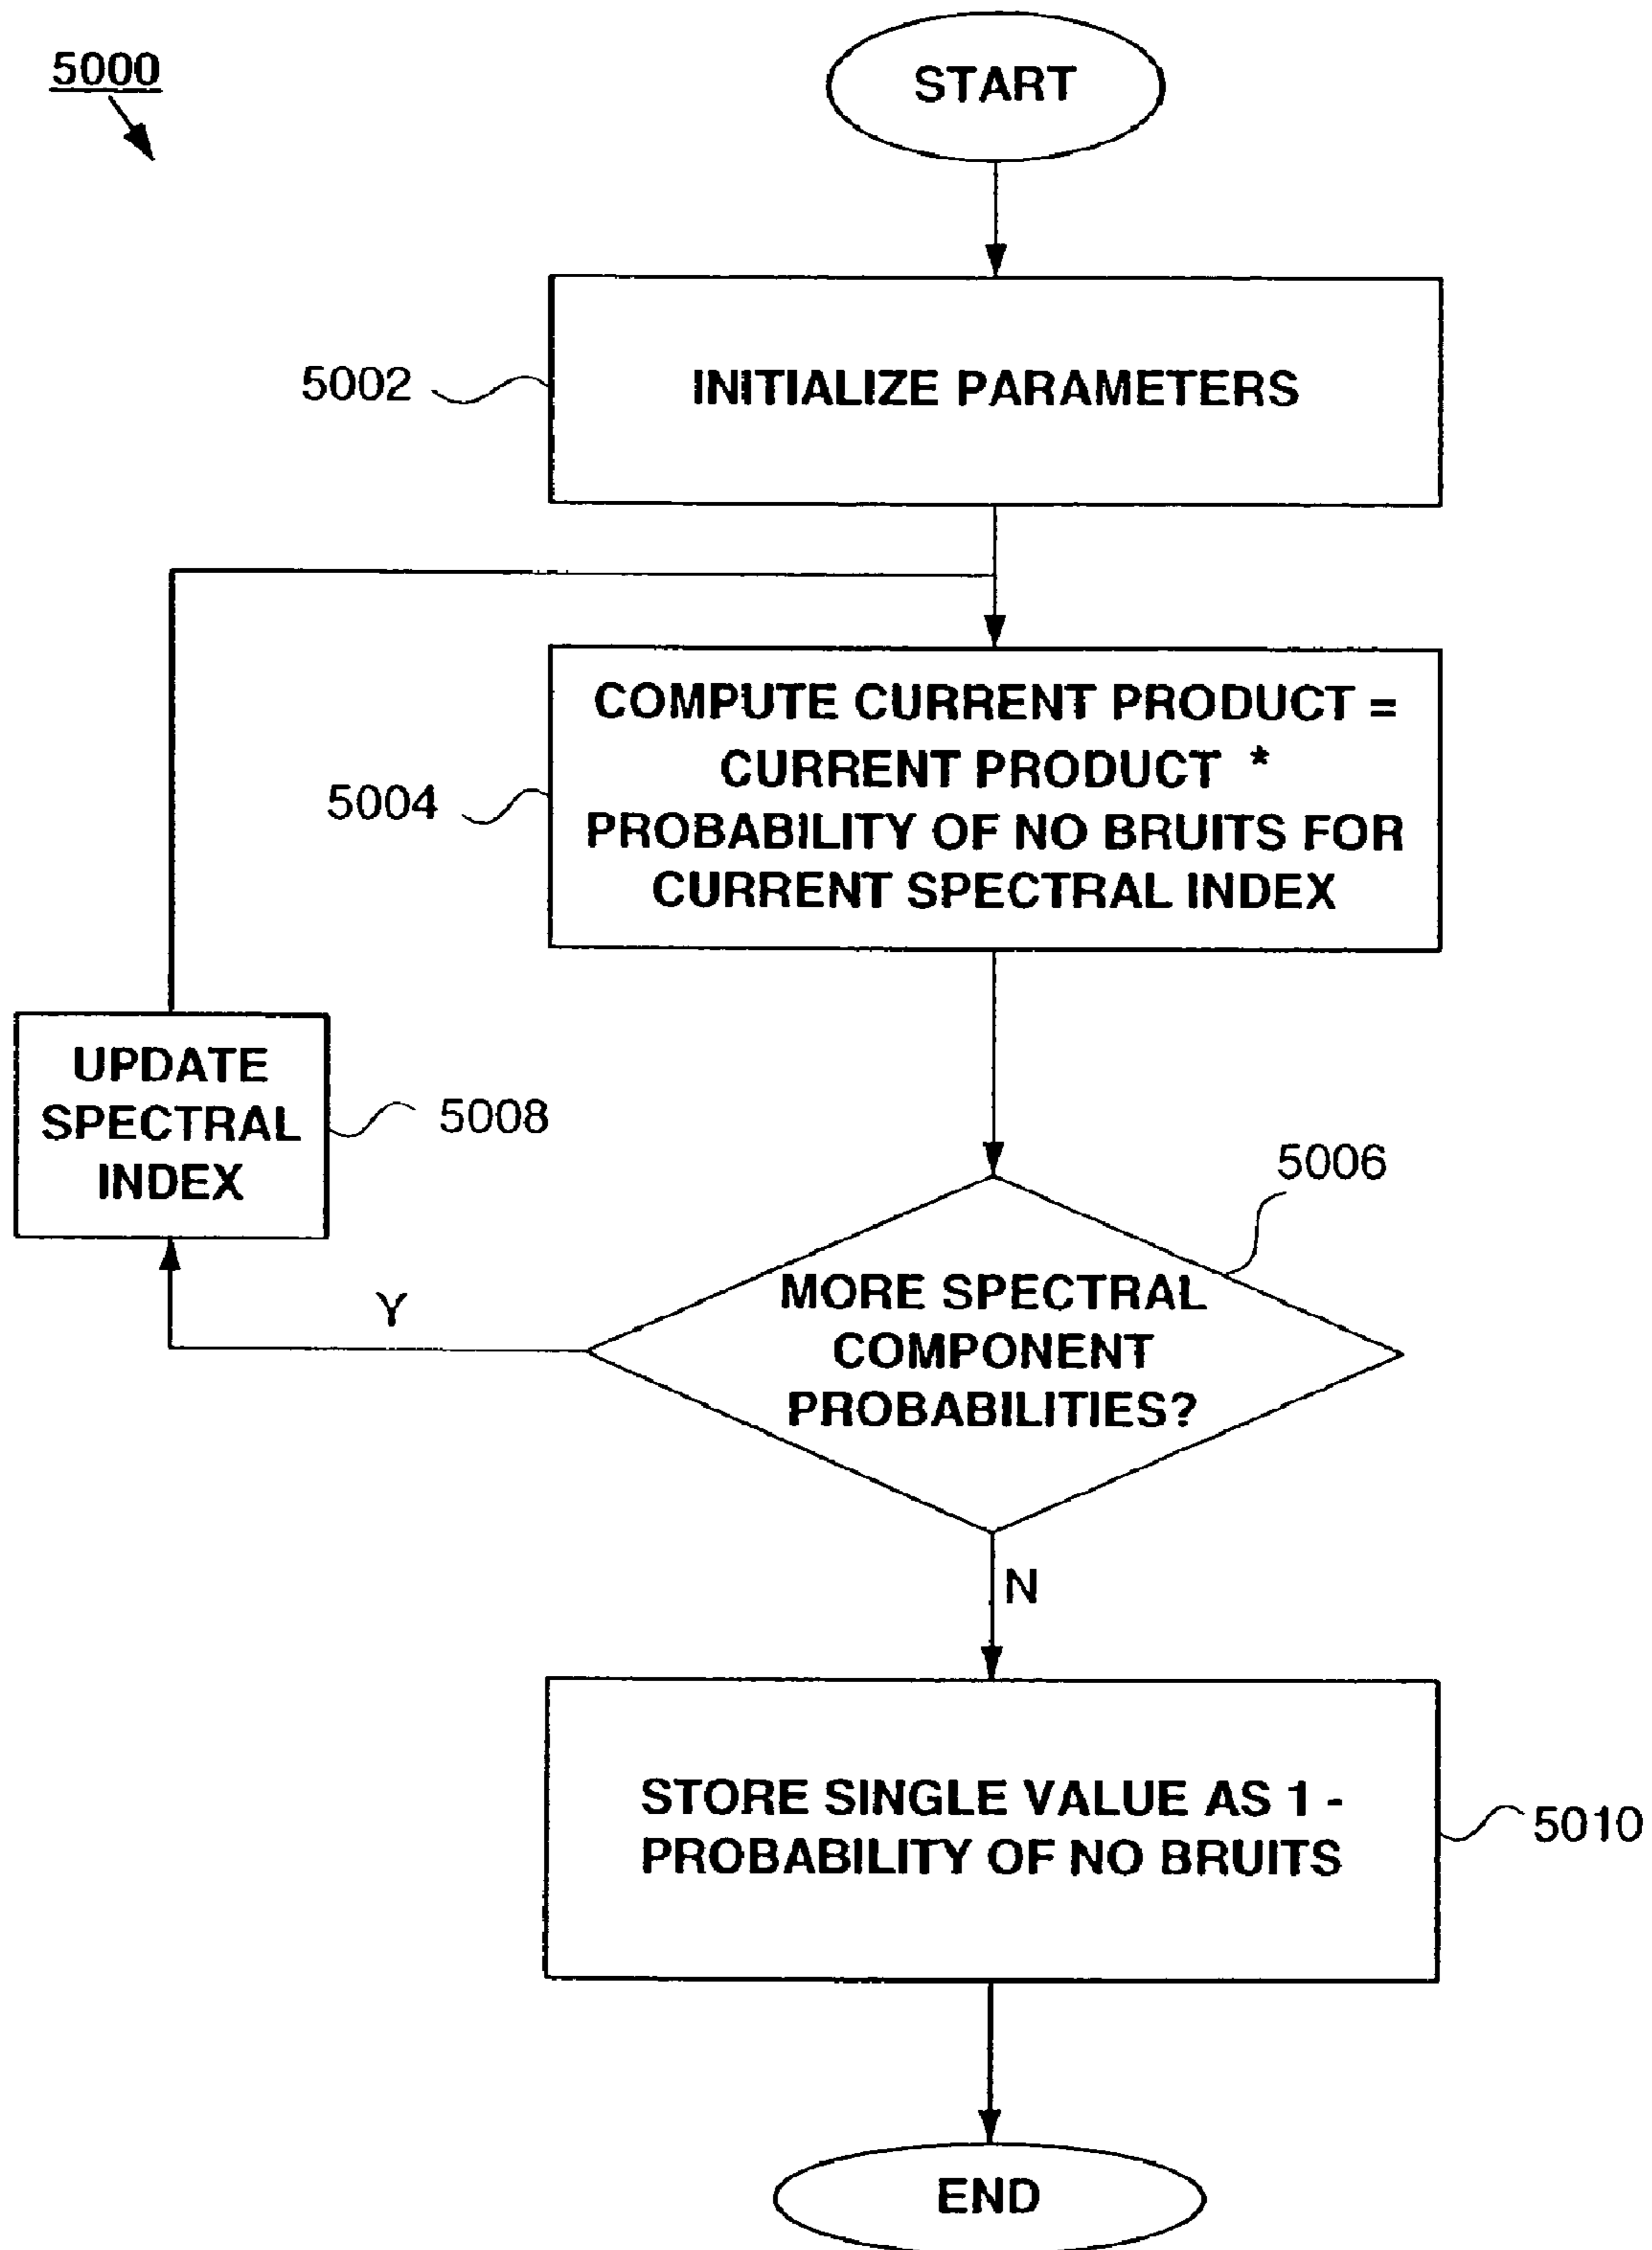 5000
START
5002
INITIALIZE PARAMETERS
COMPUTE CURRENT PRODUCT =
CURRENT PRODUCT *
PROBABILITY OF NO BRUITS FOR
CURRENT SPECTRAL INDEX
5004
UPDATE
SPECTRAL
INDEX
5008
5006
MORE SPECTRAL
COMPONENT
PROBABILITIES?
Y
N
STORE SINGLE VALUE AS 1 -
PROBABILITY OF NO BRUITS
5010
END